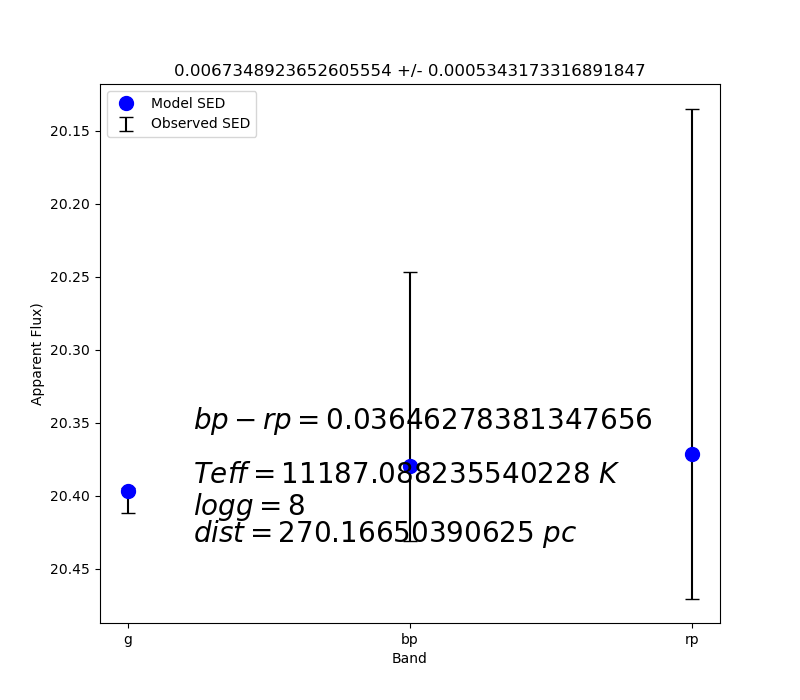 0.0067348923652605554 +/- 0.0005343173316891847
Model SED
Observed SED
20.15
20.20
20.25
20.30
20.35
20.40
20.45
Apparent Flux)
bp − rp = 0.03646278381347656
Teff = 11187.088235540228 K
logg = 8
dist = 270.16650390625 pc
g
bp
rp
Band